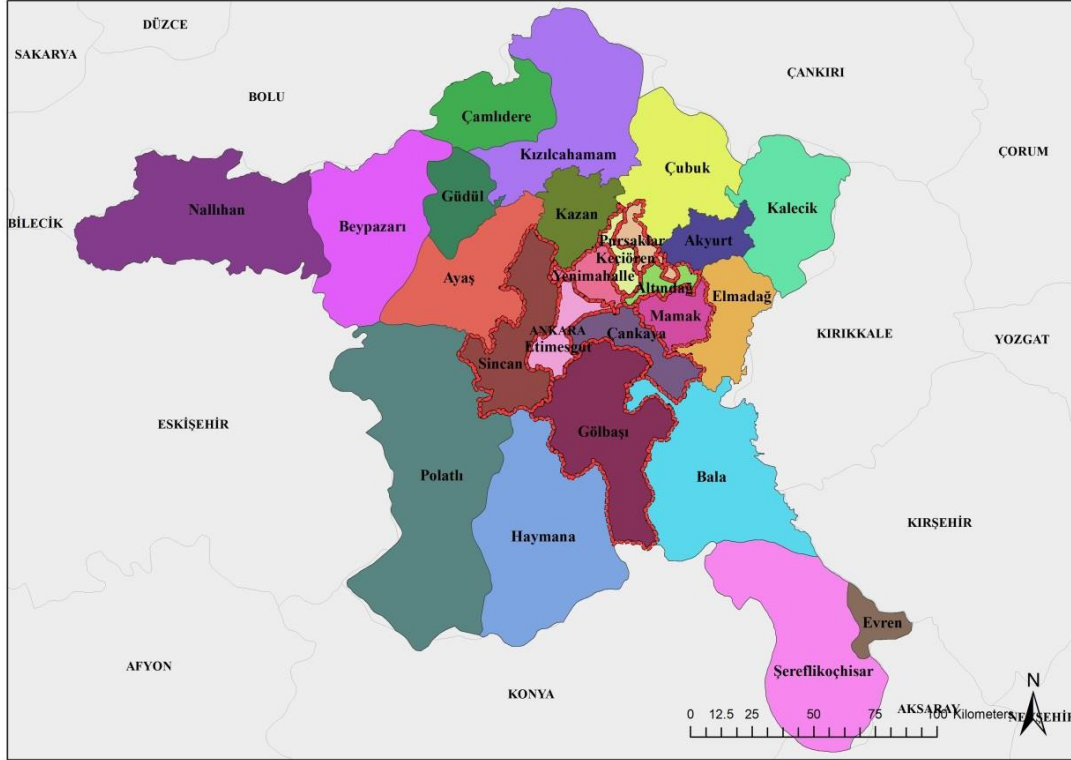 DÜZCE
SAKARYA
ÇANKIRI
BOLU
Çamlıdere
ÇORUM
Kızılcahamam
Çubuk
Güdül
Nallıhan
Kalecik
Kazan
BİLECİK
Beypazarı
Pursaklar
Akyurt
Keçiören
Ayaş
Yenimahalle
Altındağ
Elmadağ
Mamak
ANKARA
Çankaya
KIRIKKALE
YOZGAT
Etimesgut
Sincan
ESKİŞEHİR
Gölbaşı
Polatlı
Bala
KIRŞEHİR
Haymana
Evren
AFYON
Şereflikoçhisar
N
KONYA
AKSARAY
NEVŞEHİR
0 12.5 25 50 75 100 Kilometers